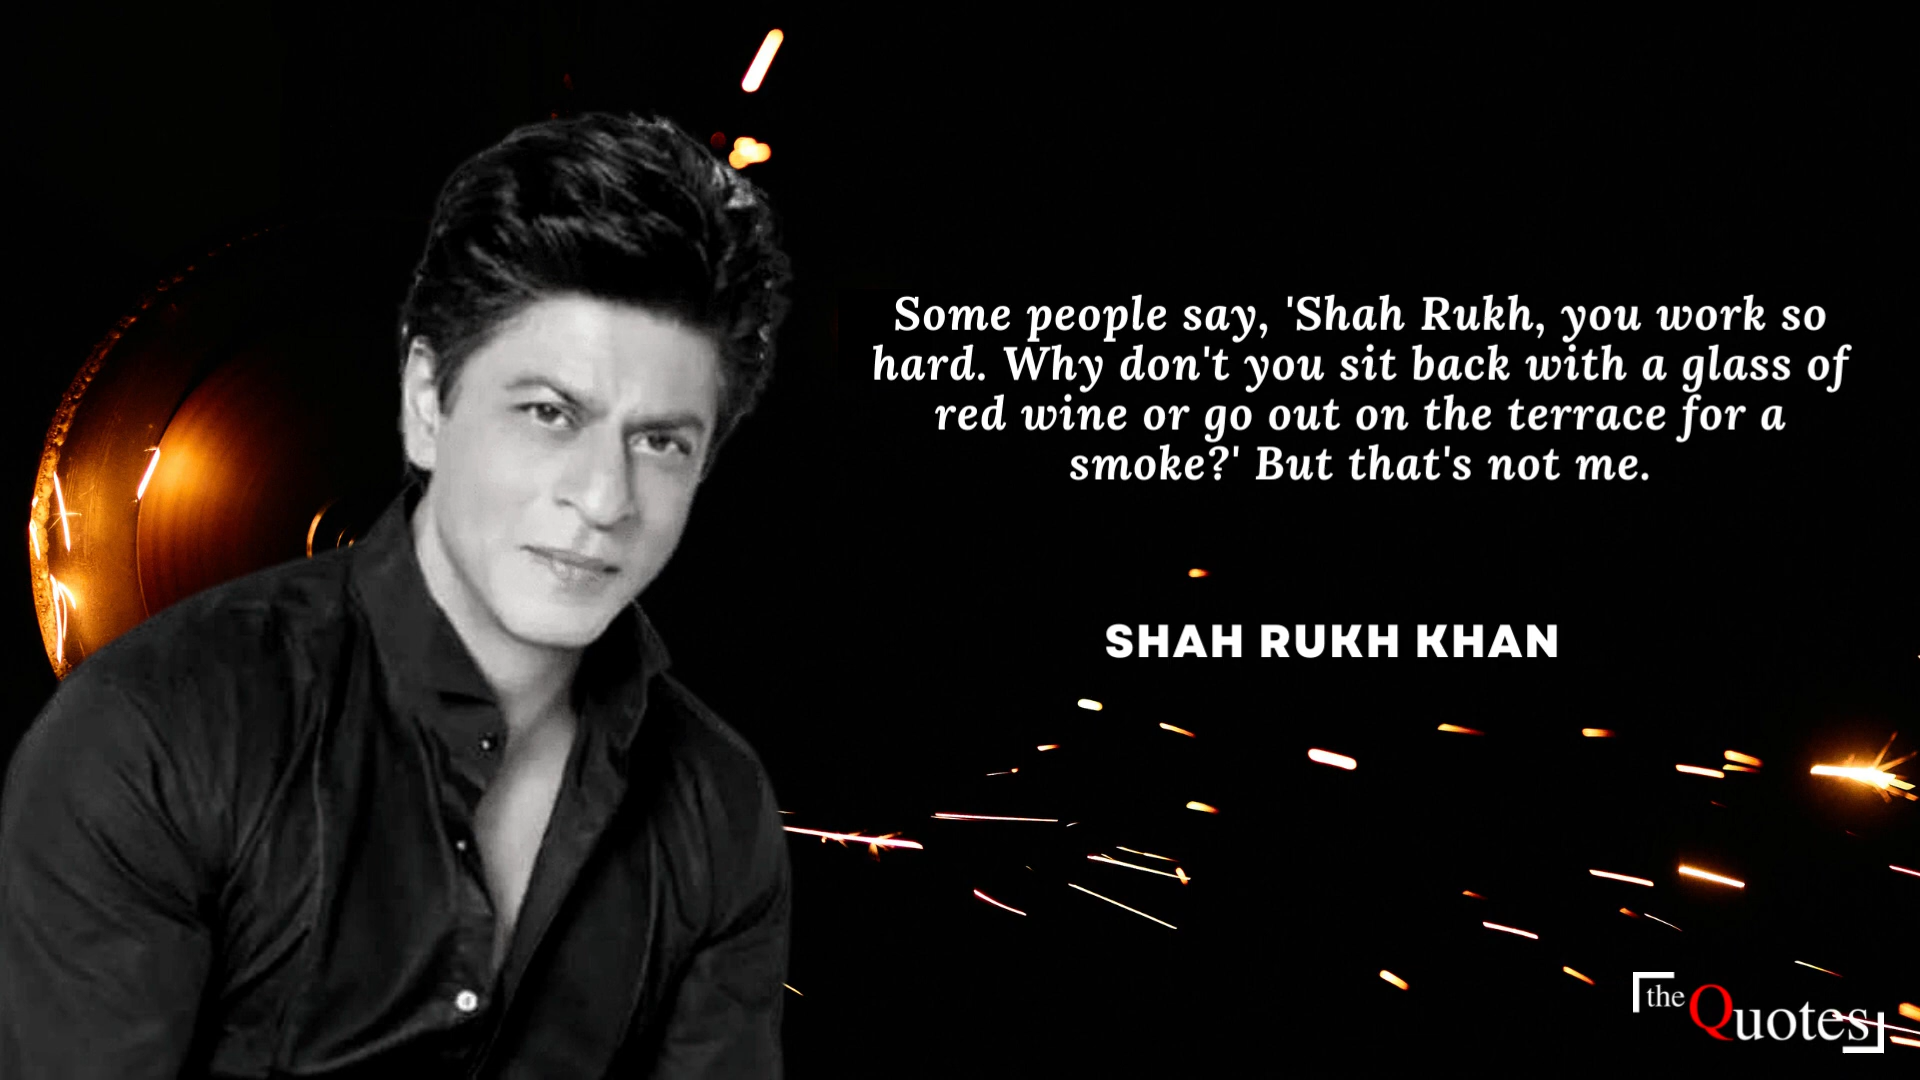 Some people say, 'Shah Rukh, you work so
hard. Why don't you sit back with a glass of
red wine or go out on the terrace for a
smoke?' But that's not me.
SHAH RUKH KHAN
the Quotes